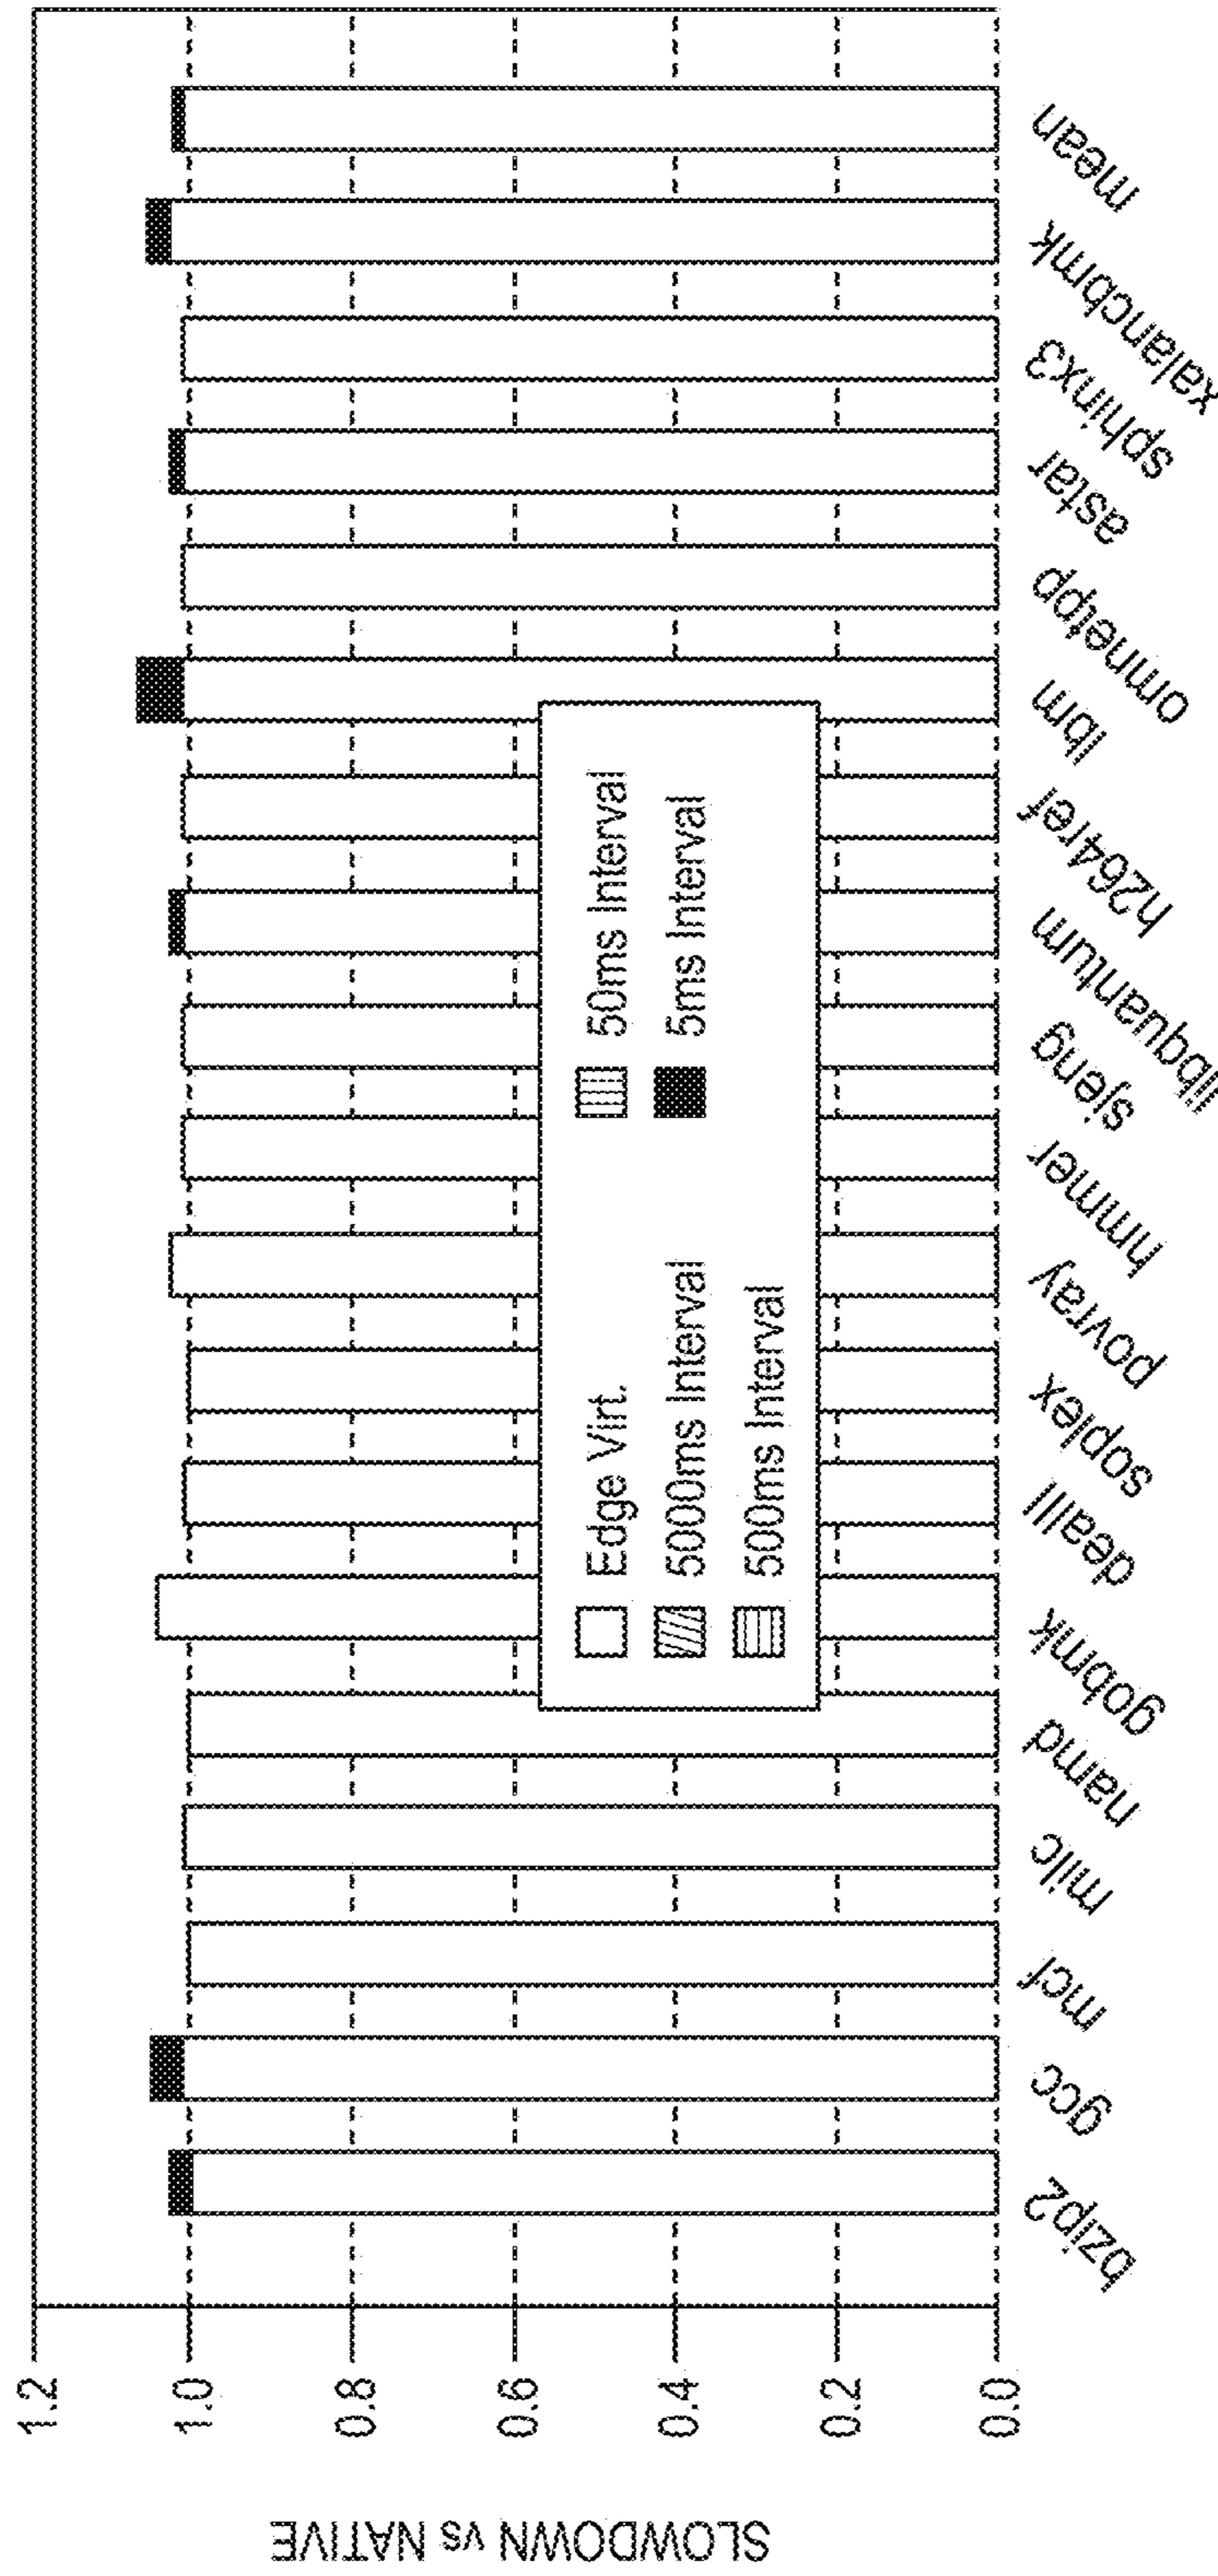 SLOWDOWN vs NATIVE
1.2
1.0
0.8
0.6
0.4
0.2
0.0
Edge Virt.
5000ms Interval
500ms Interval
50ms Interval
5ms Interval
bzip2
gcc
mcf
milc
namd
gobmk
dealII
soplex
povray
hmmer
sjeng
libquantum
h264ref
lbm
omnetpp
astar
sphinx3
xalancbmk
mean